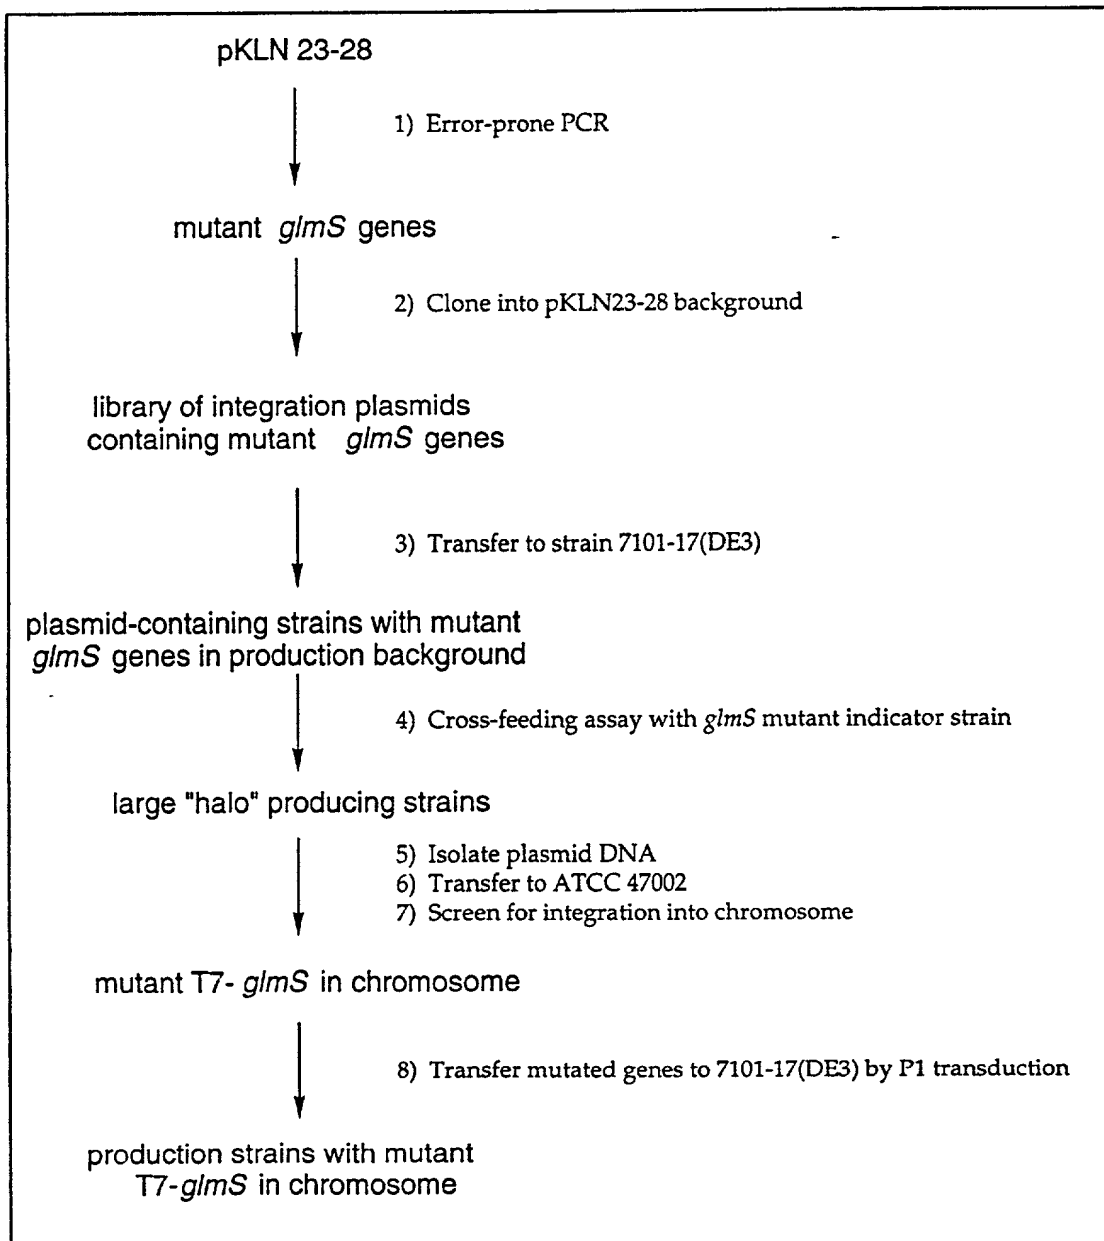 pKLN 23-28
1) Error-prone PCR
mutant glmS genes
2) Clone into pKLN23-28 background
library of integration plasmids
containing mutant glmS genes
3) Transfer to strain 7101-17(DE3)
plasmid-containing strains with mutant
glmS genes in production background
4) Cross-feeding assay with glmS mutant indicator strain
large "halo" producing strains
5) Isolate plasmid DNA
6) Transfer to ATCC 47002
7) Screen for integration into chromosome
mutant T7- glmS in chromosome
8) Transfer mutated genes to 7101-17(DE3) by P1 transduction
production strains with mutant
T7-glmS in chromosome